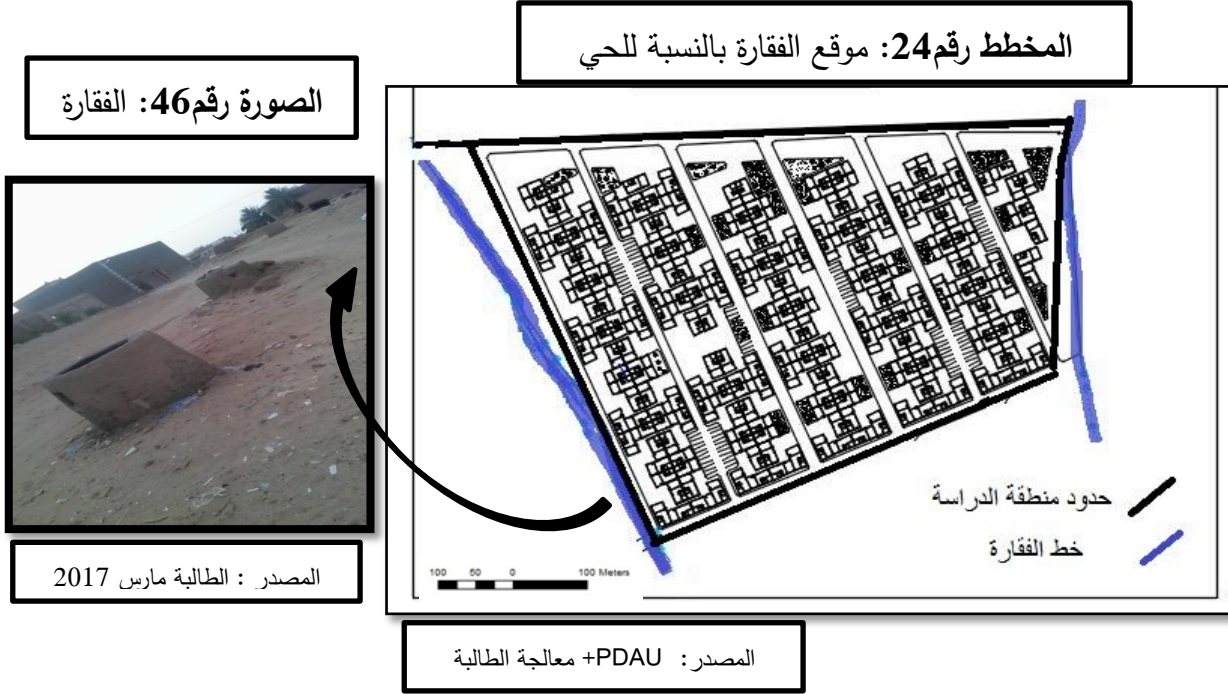 المخطط رقم24: موقع الفقارة بالنسبة للحي
الصورة رقم46: الفقارة
حدود منطقة الدراسة
خط الفقارة
100 50 0 100 Meters
المصدر : الطالبة مارس 2017
المصدر: PDAU+ معالجة الطالبة